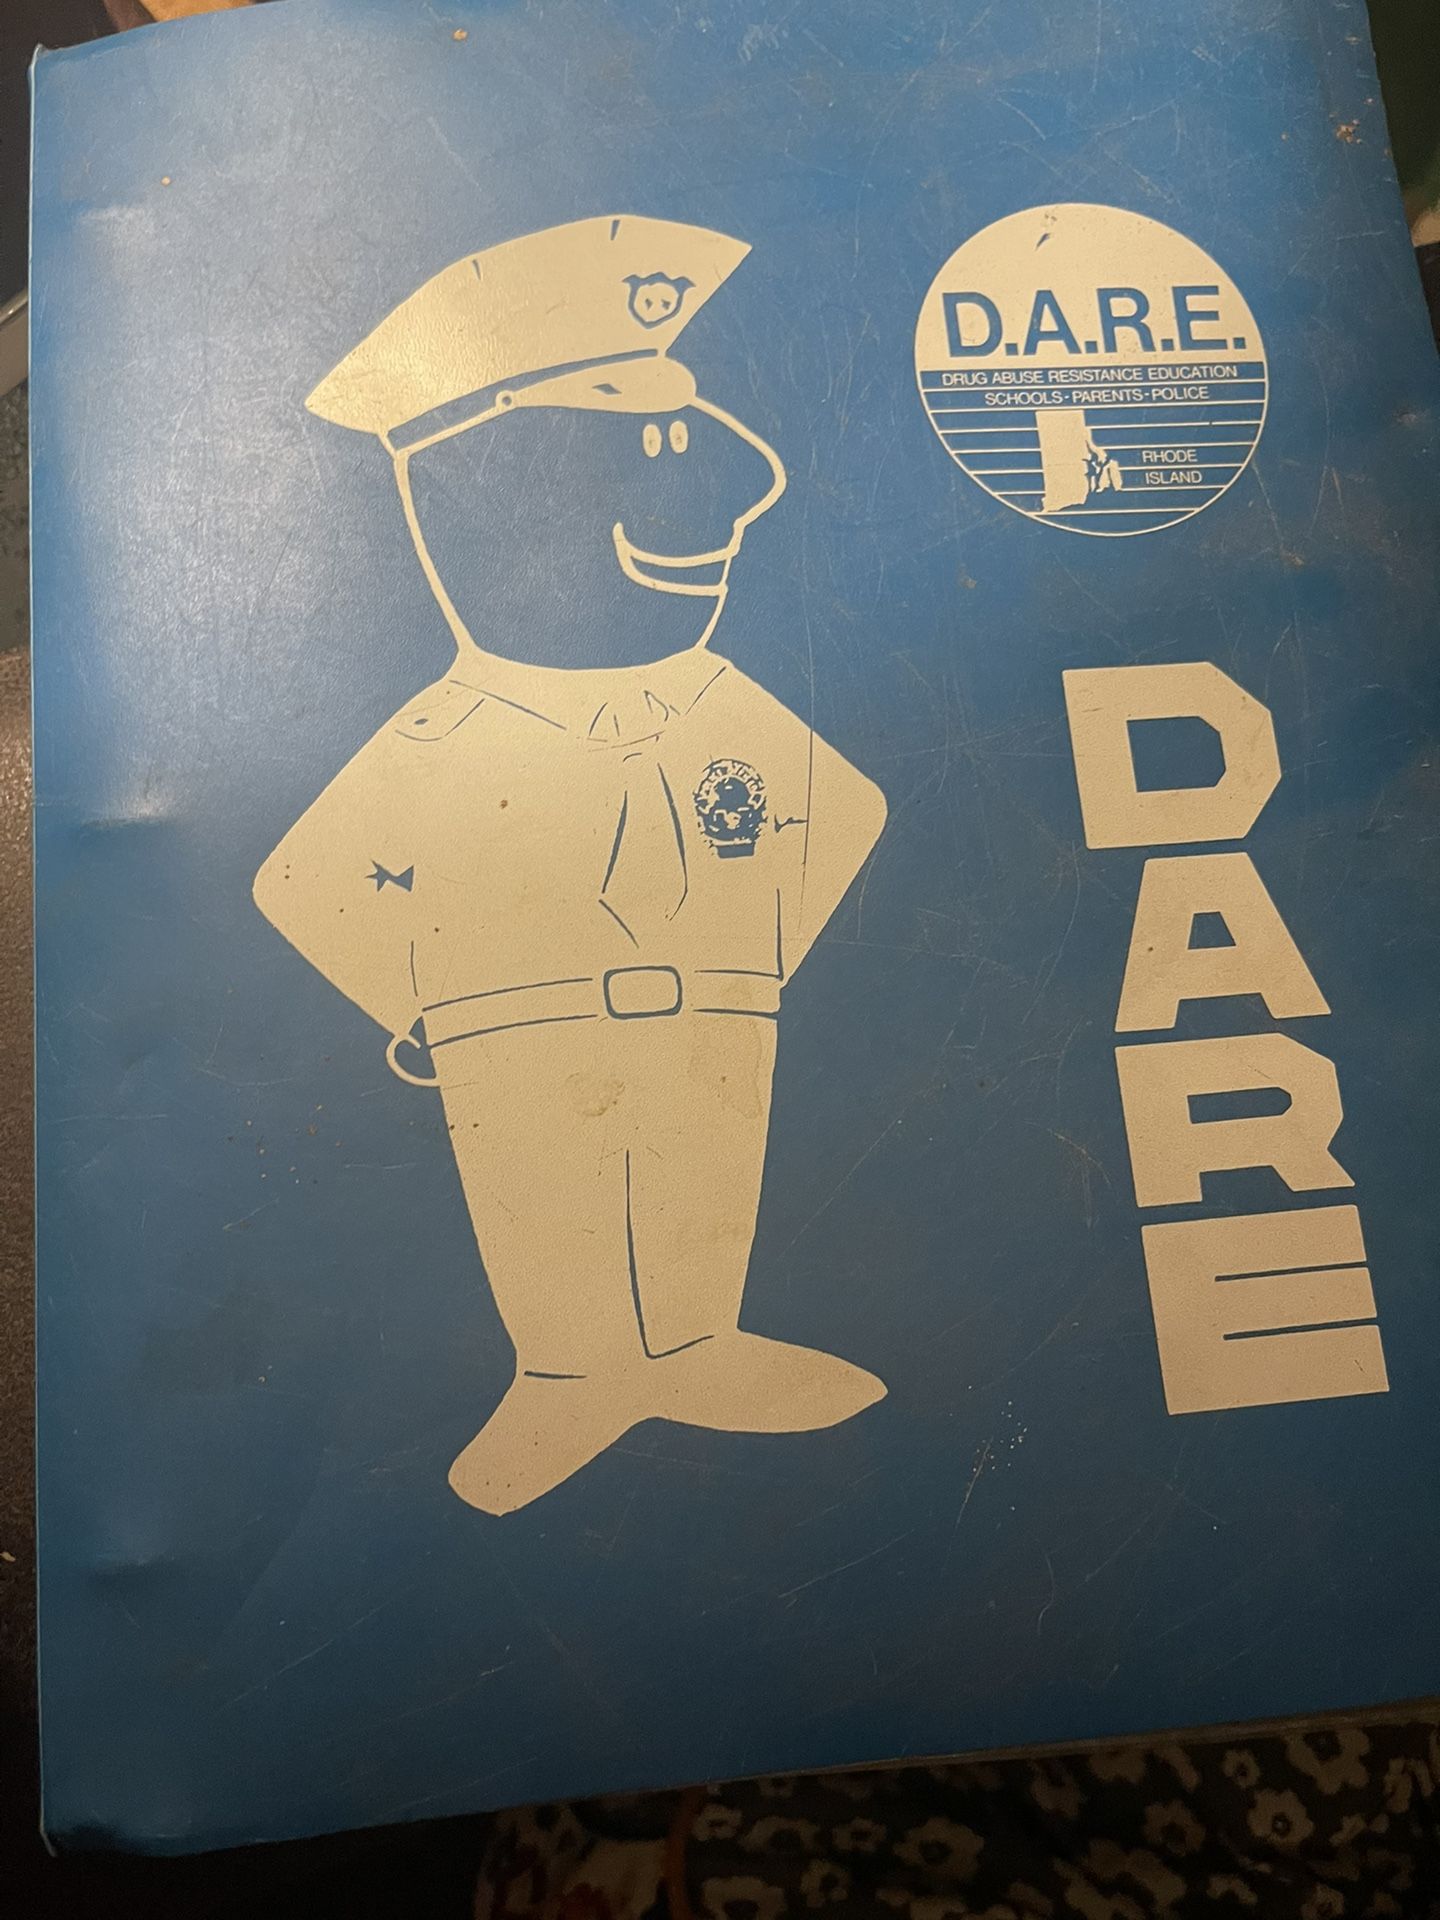 D.A.R.E.
DRUG ABUSE RESISTANCE EDUCATION
SCHOOLS-PARENTS-POLICE
RHODE
ISLAND
DARE